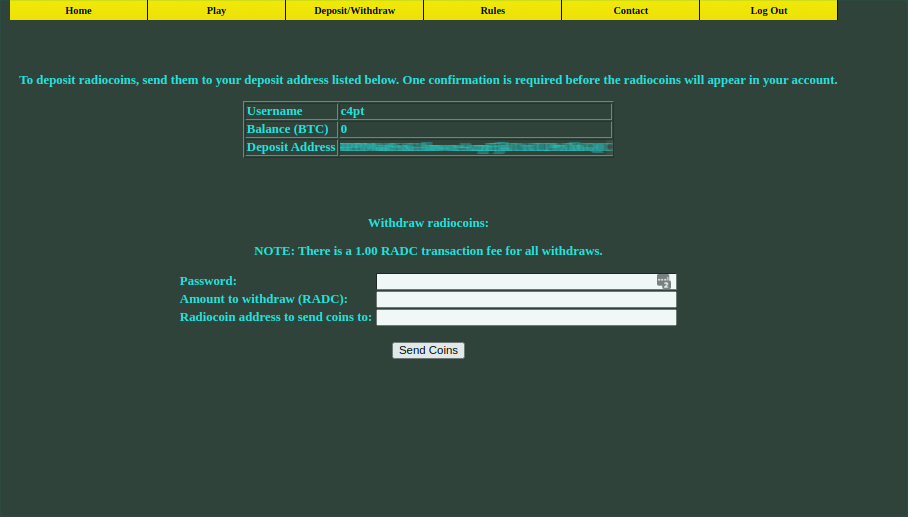 Home Play Deposit/Withdraw Rules Contact Log Out
To deposit radiocoins, send them to your deposit address listed below. One confirmation is required before the radiocoins will appear in your account.
Username c4pt
Balance (BTC) 0
Deposit Address
Withdraw radiocoins:
NOTE: There is a 1.00 RADC transaction fee for all withdraws.
Password: 2
Amount to withdraw (RADC):
Radiocoin address to send coins to:
Send Coins